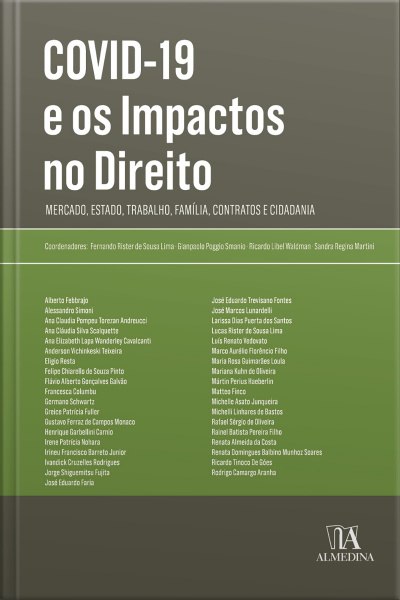 COVID-19
e os Impactos
no Direito
MERCADO, ESTADO, TRABALHO, FAMÍLIA, CONTRATOS E CIDADANIA
Coordenadores: Fernando Rister de Sousa Lima · Gianpaolo Poggio Smanio · Ricardo Libel Waldman · Sandra Regina Martini
Alberto Febbrajo
Alessandro Simoni
Ana Claudia Pompeu Torezan Andreucci
Ana Cláudia Silva Scalquette
Ana Elizabeth Lapa Wanderley Cavalcanti
Anderson Vichinkeski Teixeira
Eligio Resta
Felipe Chiarello de Souza Pinto
Flávio Alberto Gonçalves Galvão
Francesca Columbu
Germano Schwartz
Greice Patrícia Fuller
Gustavo Ferraz de Campos Monaco
Henrique Garbellini Carnio
Irene Patrícia Nohara
Irineu Francisco Barreto Junior
Ivandick Cruzelles Rodrigues
Jorge Shiguemitsu Fujita
José Eduardo Faria
José Eduardo Trevisano Fontes
José Marcos Lunardelli
Larissa Dias Puerta dos Santos
Lucas Rister de Sousa Lima
Luís Renato Vedovato
Marco Aurélio Florêncio Filho
Maria Rosa Guimarães Loula
Mariana Kuhn de Oliveira
Mártin Perius Haeberlin
Matteo Finco
Michelle Asato Junqueira
Michelli Linhares de Bastos
Rafael Sérgio de Oliveira
Rainel Batista Pereira Filho
Renata Almeida da Costa
Renata Domingues Balbino Munhoz Soares
Ricardo Tinoco De Góes
Rodrigo Camargo Aranha
ALMEDINA